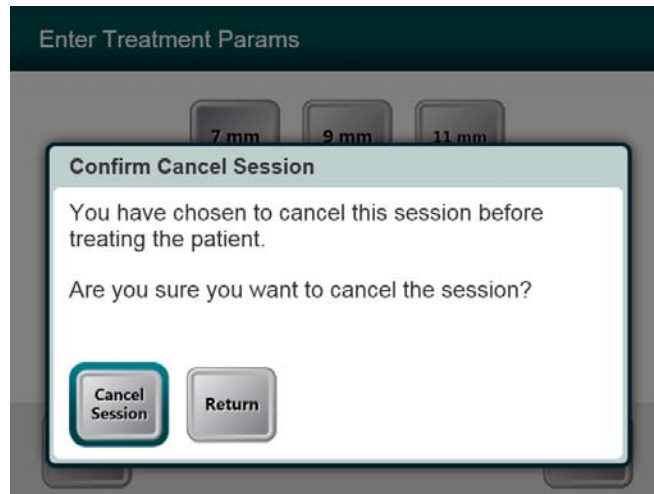 Enter Treatment Params
7 mm 9 mm 11 mm
Confirm Cancel Session
You have chosen to cancel this session before
treating the patient.
Are you sure you want to cancel the session?
Cancel
Session
Return